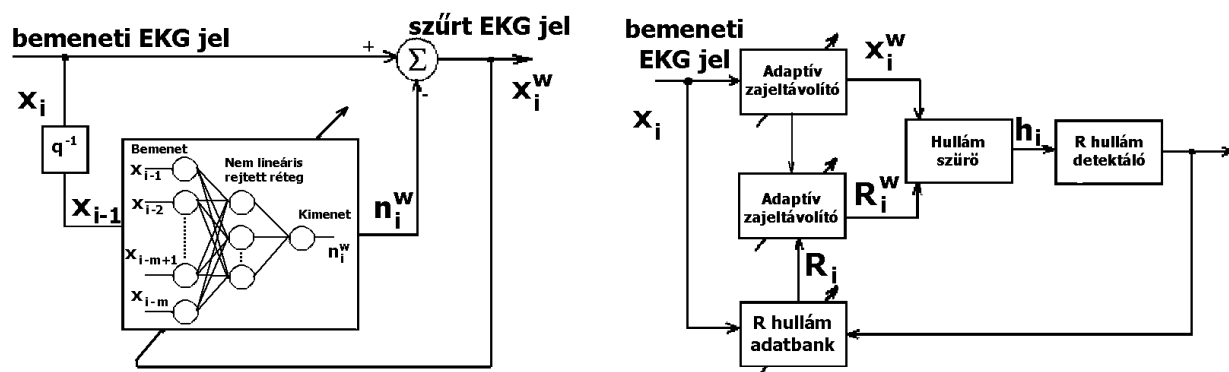 bemeneti EKG jel
szűrt EKG jel
+
Σ
-
x_i^w
x_i
q^-1
x_i-1
Bemenet
x_i-1
x_i-2
x_i-m+1
x_i-m
Nem lineáris
rejtett réteg
Kimenet
n_i^w
n_i^w
bemeneti
EKG jel
x_i
Adaptív
zajeltávolító
x_i^w
Hullám
szürö
h_i
R hullám
detektáló
Adaptív
zajeltávolító
R_i^w
R_i
R hullám
adatbank